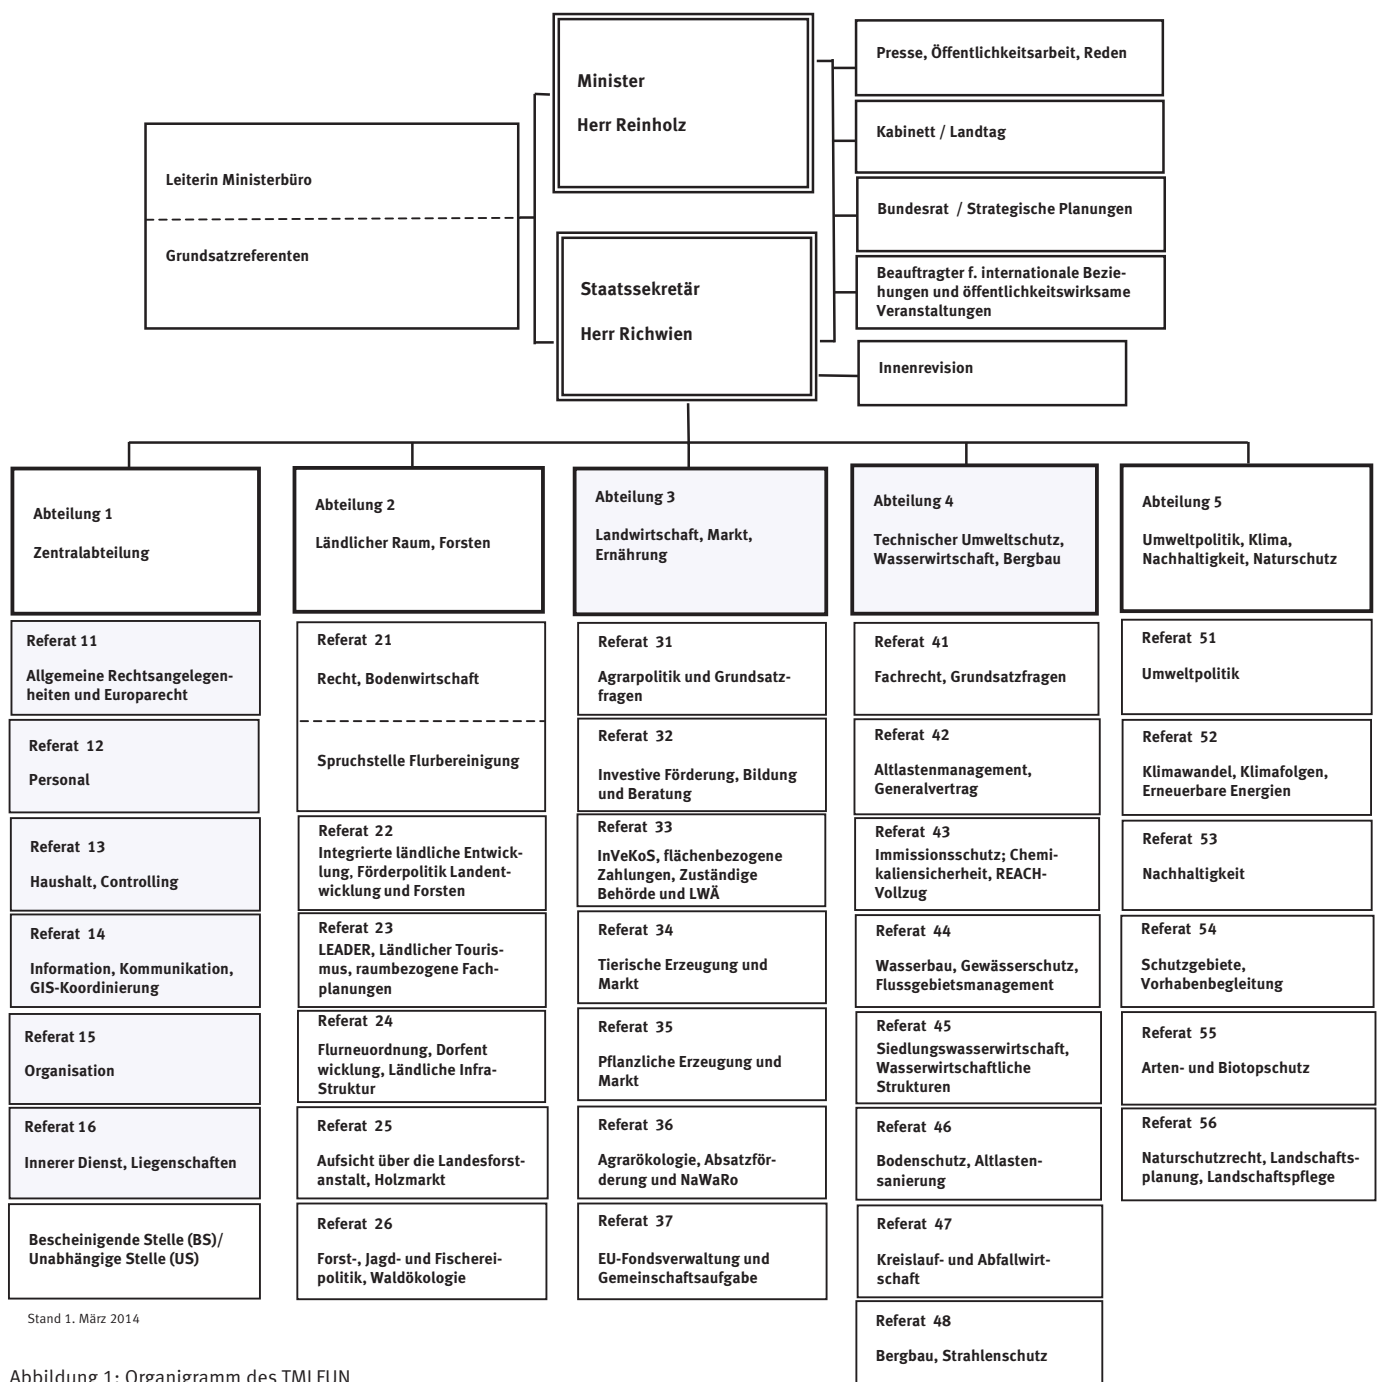 Minister
Herr Reinholz
Presse, Öffentlichkeitsarbeit, Reden
Kabinett / Landtag
Bundesrat / Strategische Planungen
Beauftragter f. internationale Bezie-
hungen und öffentlichkeitswirksame
Veranstaltungen
Leiterin Ministerbüro
Grundsatzreferenten
Staatssekretär
Herr Richwien
Innenrevision
Abteilung 1
Zentralabteilung
Referat 11
Allgemeine Rechtsangelegen-
heiten und Europarecht
Referat 12
Personal
Referat 13
Haushalt, Controlling
Referat 14
Information, Kommunikation,
GIS-Koordinierung
Referat 15
Organisation
Referat 16
Innerer Dienst, Liegenschaften
Bescheinigende Stelle (BS)/
Unabhängige Stelle (US)
Abteilung 2
Ländlicher Raum, Forsten
Referat 21
Recht, Bodenwirtschaft
Spruchstelle Flurbereinigung
Referat 22
Integrierte ländliche Entwick-
lung, Förderpolitik Landent-
wicklung und Forsten
Referat 23
LEADER, Ländlicher Touris-
mus, raumbezogene Fach-
planungen
Referat 24
Flurneuordnung, Dorfent
wicklung, Ländliche Infra-
Struktur
Referat 25
Aufsicht über die Landesforst-
anstalt, Holzmarkt
Referat 26
Forst-, Jagd- und Fischerei-
politik, Waldökologie
Abteilung 3
Landwirtschaft, Markt,
Ernährung
Referat 31
Agrarpolitik und Grundsatz-
fragen
Referat 32
Investive Förderung, Bildung
und Beratung
Referat 33
InVeKoS, flächenbezogene
Zahlungen, Zuständige
Behörde und LWÄ
Referat 34
Tierische Erzeugung und
Markt
Referat 35
Pflanzliche Erzeugung und
Markt
Referat 36
Agrarökologie, Absatzför-
derung und NaWaRo
Referat 37
EU-Fondsverwaltung und
Gemeinschaftsaufgabe
Abteilung 4
Technischer Umweltschutz,
Wasserwirtschaft, Bergbau
Referat 41
Fachrecht, Grundsatzfragen
Referat 42
Altlastenmanagement,
Generalvertrag
Referat 43
Immissionsschutz; Chemi-
kaliensicherheit, REACH-
Vollzug
Referat 44
Wasserbau, Gewässerschutz,
Flussgebietsmanagement
Referat 45
Siedlungswasserwirtschaft,
Wasserwirtschaftliche
Strukturen
Referat 46
Bodenschutz, Altlasten-
sanierung
Referat 47
Kreislauf- und Abfallwirt-
schaft
Referat 48
Bergbau, Strahlenschutz
Abteilung 5
Umweltpolitik, Klima,
Nachhaltigkeit, Naturschutz
Referat 51
Umweltpolitik
Referat 52
Klimawandel, Klimafolgen,
Erneuerbare Energien
Referat 53
Nachhaltigkeit
Referat 54
Schutzgebiete,
Vorhabenbegleitung
Referat 55
Arten- und Biotopschutz
Referat 56
Naturschutzrecht, Landschafts-
planung, Landschaftspflege
Stand 1. März 2014
Abbildung 1: Organigramm des TMLFUN